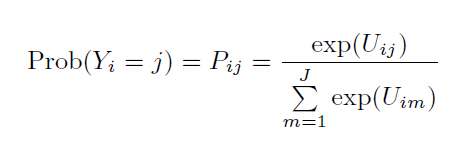 Prob(Y_i = j) = P_{ij} = \frac{\exp(U_{ij})}{\sum_{m=1}^{J} \exp(U_{im})}